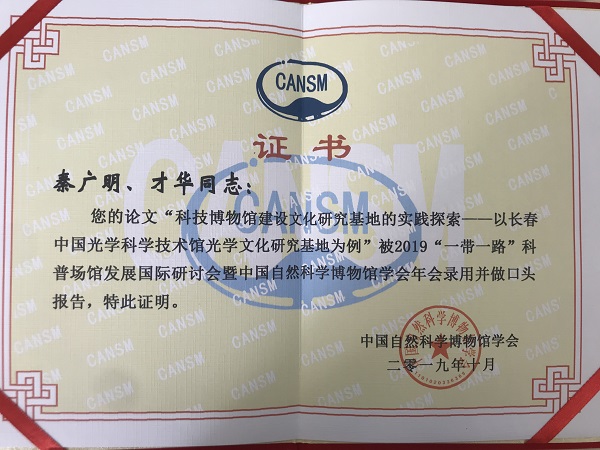 CANSM
证书
秦广明、才华同志：
您的论文“科技博物馆建设文化研究基地的实践探索——以长春
中国光学科学技术馆光学文化研究基地为例”被2019“一带一路”科
普场馆发展国际研讨会暨中国自然科学博物馆学会年会录用并做口头
报告，特此证明。
中国自然科学博物馆学会
二零一九年十月